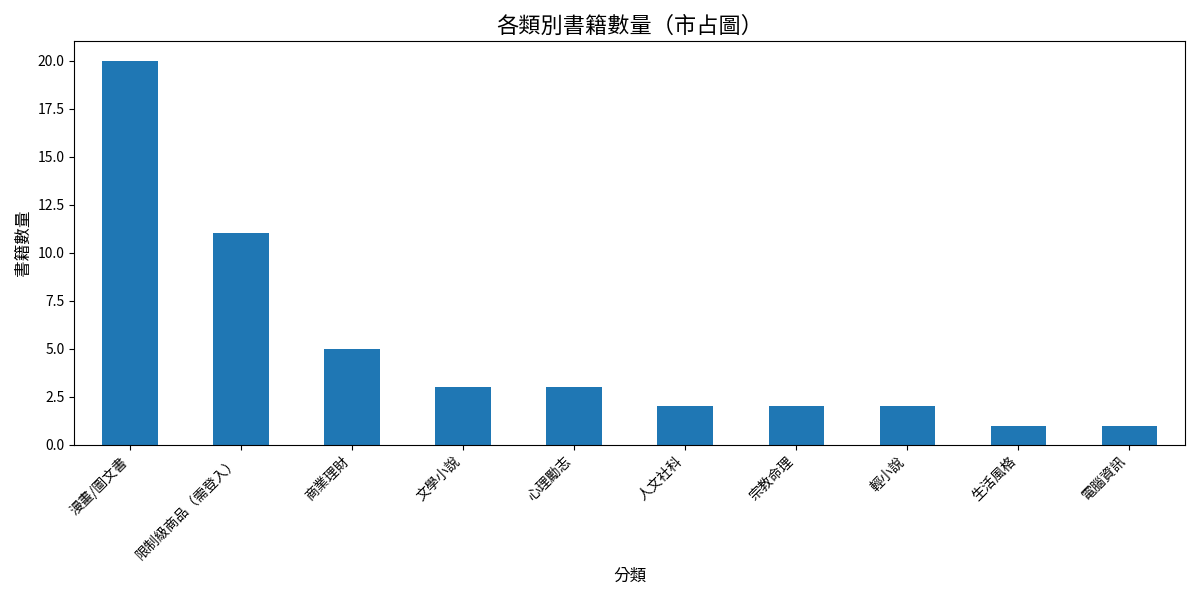 各類別書籍數量（市占圖）
書籍數量
20.0
17.5
15.0
12.5
10.0
7.5
5.0
2.5
0.0
漫畫/圖文書
限制級商品（需登入）
商業理財
文學小說
心理勵志
人文社科
宗教命理
輕小說
生活風格
電腦資訊
分類